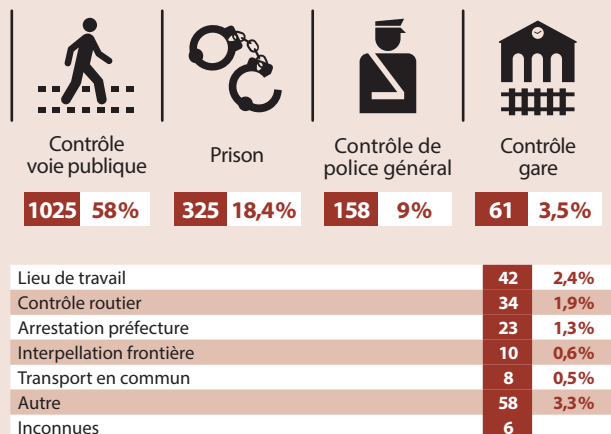 Contrôle
voie publique
1025 58%
Prison
325 18,4%
Contrôle de
police général
158 9%
Contrôle
gare
61 3,5%
Lieu de travail 42 2,4%
Contrôle routier 34 1,9%
Arrestation préfecture 23 1,3%
Interpellation frontière 10 0,6%
Transport en commun 8 0,5%
Autre 58 3,3%
Inconnues 6